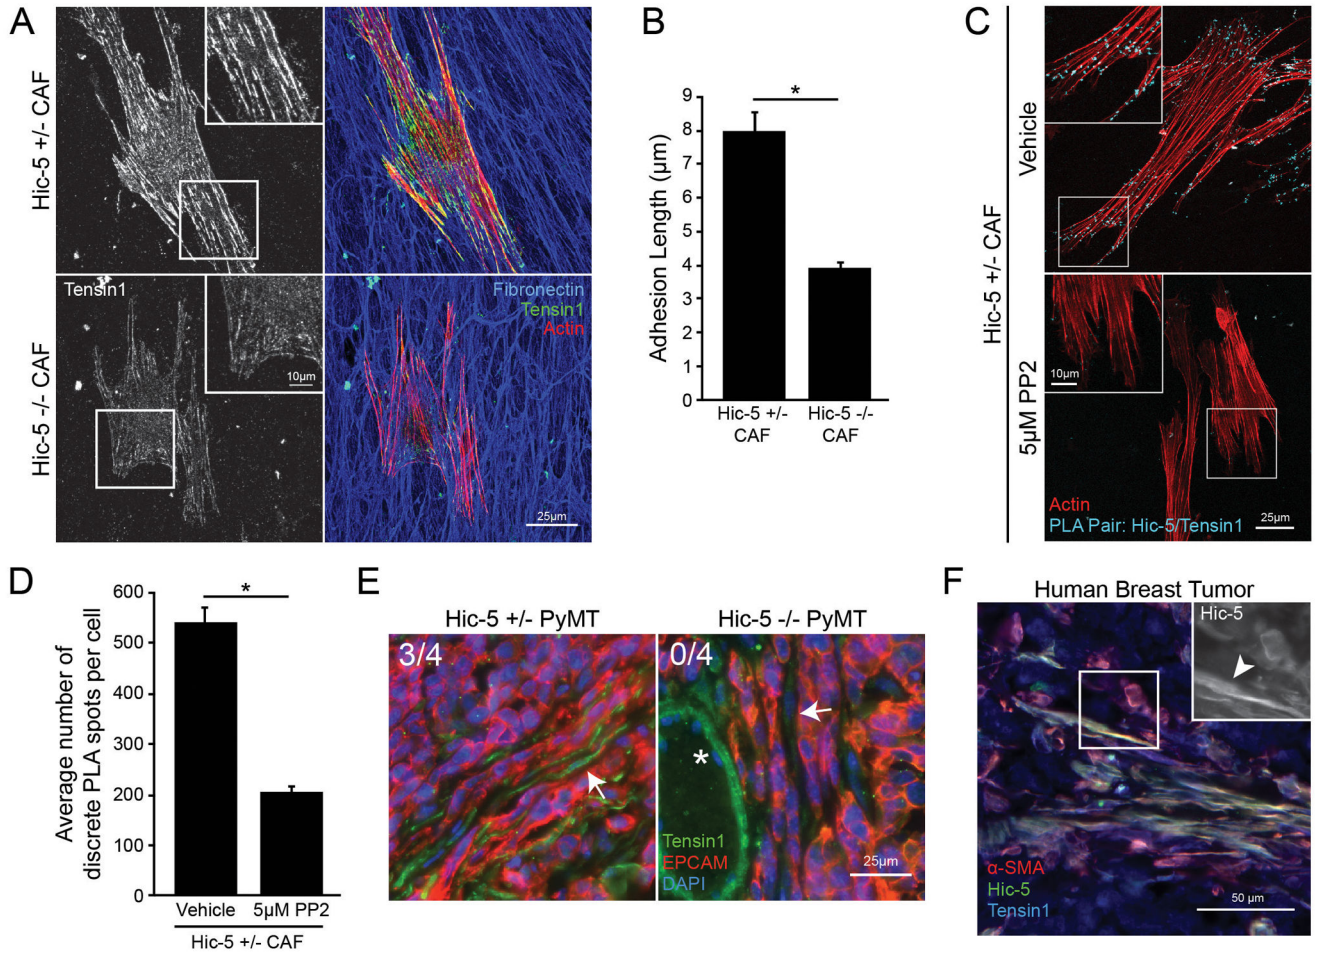 A
Hic-5 +/- CAF
Hic-5 -/- CAF
Tensin1
10µm
Fibronectin
Tensin1
Actin
25µm
B
Adhesion Length (µm)
9
8
7
6
5
4
3
2
1
0
*
Hic-5 +/-
CAF
Hic-5 -/-
CAF
C
Hic-5 +/- CAF
Vehicle
5µM PP2
10µm
Actin
PLA Pair: Hic-5/Tensin1
25µm
D
Average number of
discrete PLA spots per cell
600
500
400
300
200
100
0
*
Vehicle
5µM PP2
Hic-5 +/- CAF
E
Hic-5 +/- PyMT
Hic-5 -/- PyMT
3/4
0/4
*
Tensin1
EPCAM
DAPI
25µm
F
Human Breast Tumor
Hic-5
α-SMA
Hic-5
Tensin1
50 µm